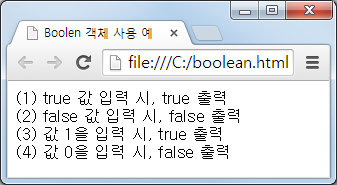 Boolen 객체 사용 예
file:///C:/boolean.html
(1) true 값 입력 시, true 출력
(2) false 값 입력 시, false 출력
(3) 값 1을 입력 시, true 출력
(4) 값 0을 입력 시, false 출력